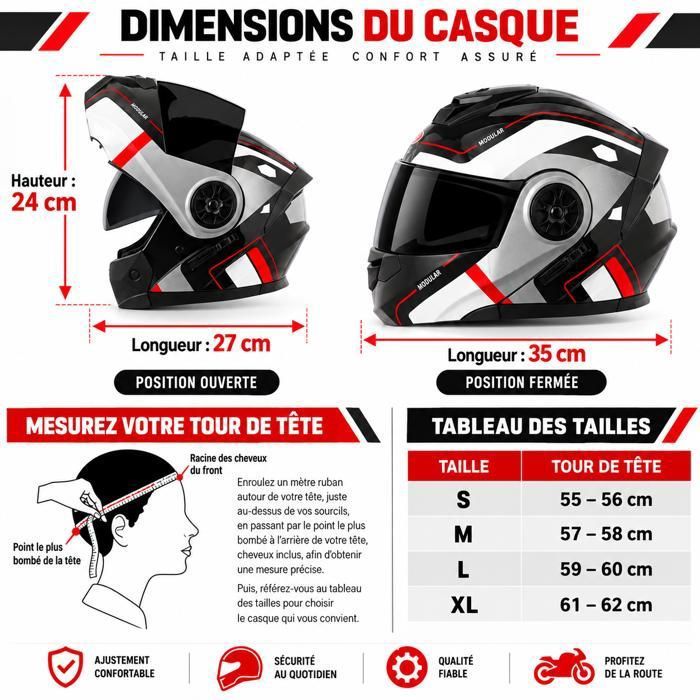 DIMENSIONS DU CASQUE
TAILLE ADAPTÉE CONFORT ASSURÉ
MODULAR
MODULAR
MODULAR
Hauteur :
24 cm
Longueur : 27 cm
Longueur : 35 cm
POSITION OUVERTE
POSITION FERMÉE
MESUREZ VOTRE TOUR DE TÊTE
Racine des cheveux
du front
Point le plus
bombé de la tête
Enroulez un mètre ruban
autour de votre tête, juste
au-dessus de vos sourcils,
en passant par le point le plus
bombé à l'arrière de votre tête,
cheveux inclus, afin d'obtenir
une mesure précise.
Puis, référez-vous au tableau
des tailles pour choisir
le casque qui vous convient.
TABLEAU DES TAILLES
TAILLE TOUR DE TÊTE
S 55 – 56 cm
M 57 – 58 cm
L 59 – 60 cm
XL 61 – 62 cm
AJUSTEMENT
CONFORTABLE
SÉCURITÉ
AU QUOTIDIEN
QUALITÉ
FIABLE
PROFITEZ
DE LA ROUTE